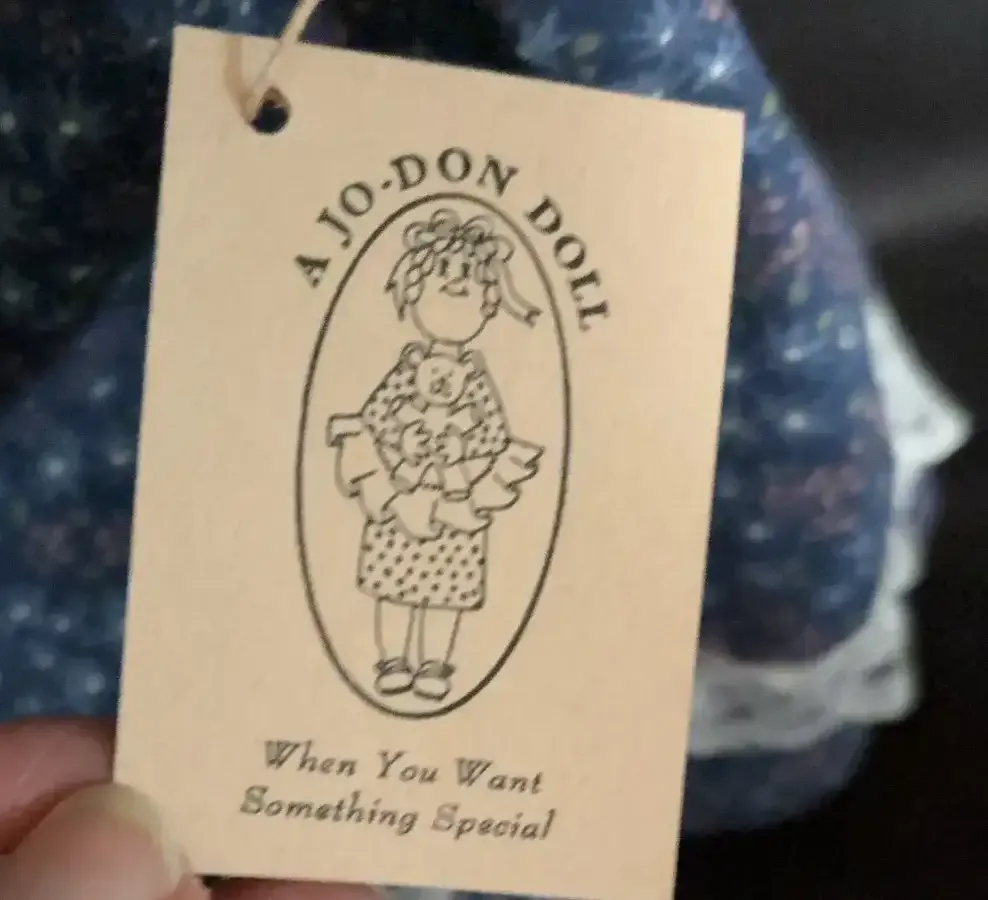 A JO-DON DOLL
When You Want
Something Special